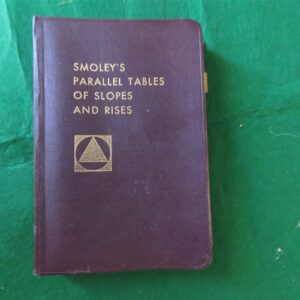 SMOLEY'S
PARALLEL TABLES
OF SLOPES
AND RISES